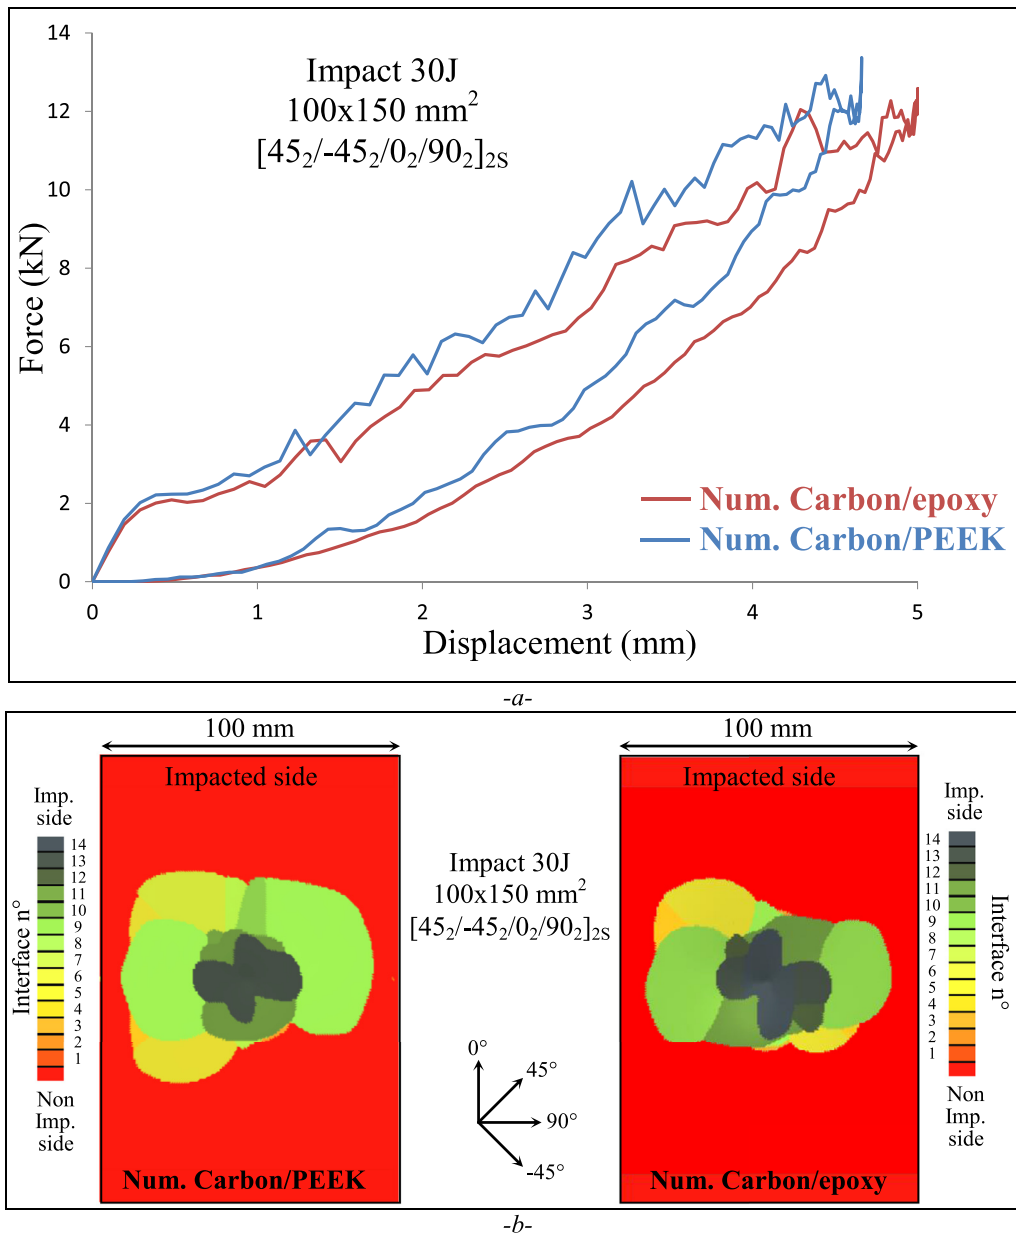 14
12
10
8
6
4
2
0
Force (kN)
Impact 30J
100x150 mm²
[45₂/-45₂/0₂/90₂]₂S
Num. Carbon/epoxy
Num. Carbon/PEEK
0 1 2 3 4 5
Displacement (mm)
-a-
100 mm
Impacted side
Imp.
side
14
13
12
11
10
9
8
7
6
5
4
3
2
1
Interface n°
Non
Imp.
side
Num. Carbon/PEEK
Impact 30J
100x150 mm²
[45₂/-45₂/0₂/90₂]₂S
0°
45°
90°
-45°
100 mm
Impacted side
Imp.
side
14
13
12
11
10
9
8
7
6
5
4
3
2
1
Interface n°
Non
Imp.
side
Num. Carbon/epoxy
-b-